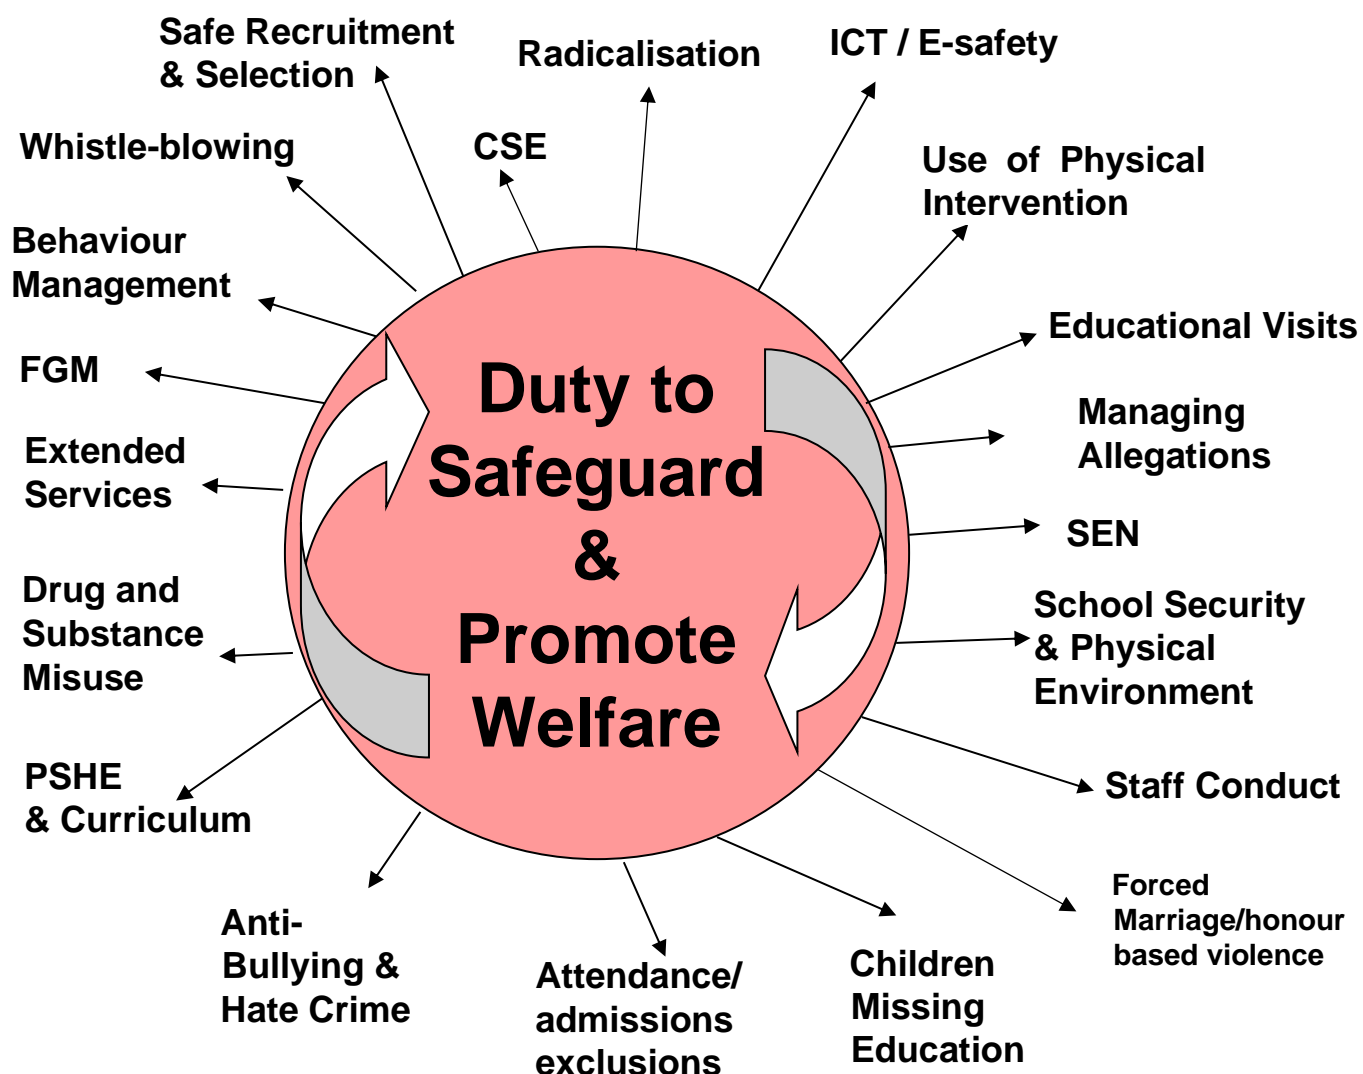 Safe Recruitment
& Selection
Radicalisation
ICT / E-safety
Whistle-blowing
CSE
Use of Physical
Intervention
Behaviour
Management
Educational Visits
FGM
Managing
Allegations
Extended
Services
SEN
Drug and
Substance
Misuse
School Security
& Physical
Environment
PSHE
& Curriculum
Staff Conduct
Anti-
Bullying &
Hate Crime
Attendance/
admissions
exclusions
Children
Missing
Education
Forced
Marriage/honour
based violence
Duty to
Safeguard
&
Promote
Welfare